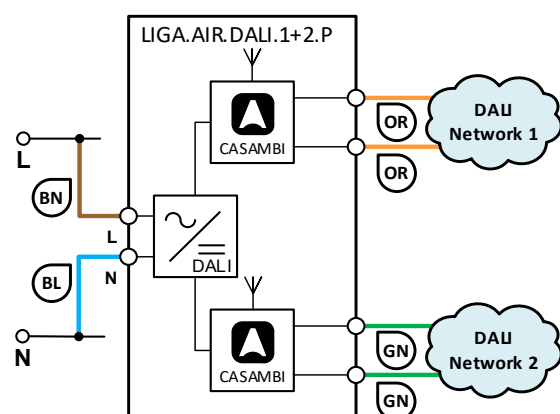 LIGA.AIR.DALI.1+2.P
CASAMBI
OR
OR
DALI
Network 1
L
BN
L
N
DALI
BL
N
CASAMBI
GN
GN
DALI
Network 2